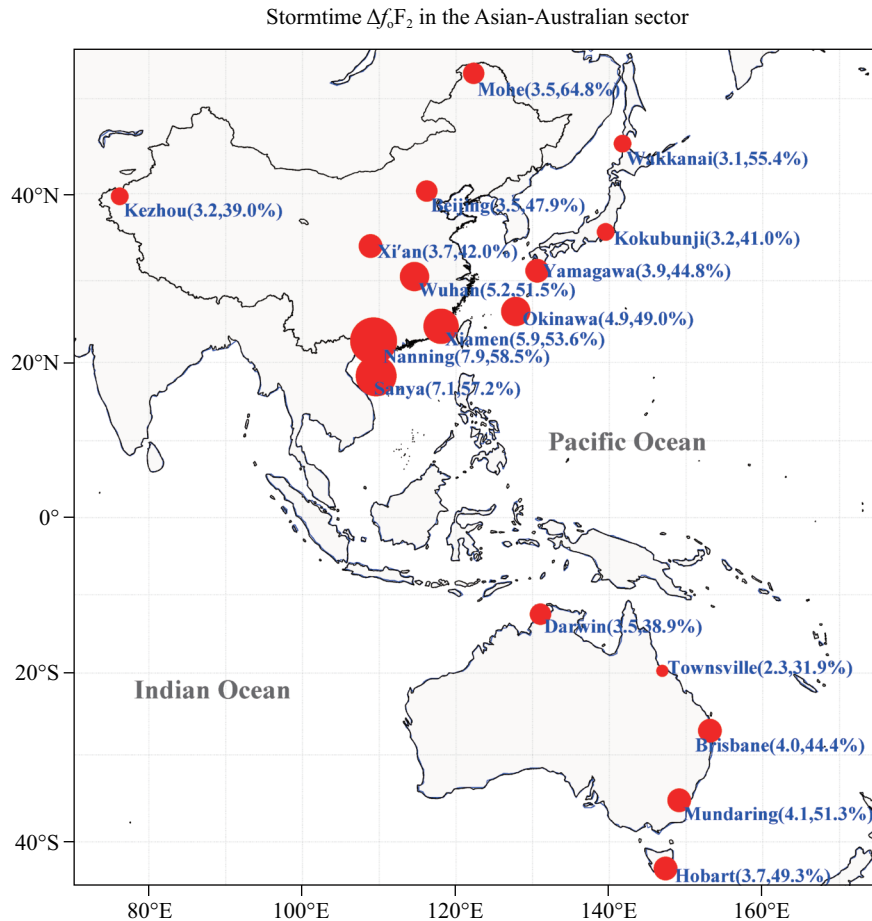 Stormtime Δf₀F₂ in the Asian-Australian sector
Mohe(3.5,64.8%)
Wakkanai(3.1,55.4%)
40°N
Kezhou(3.2,39.0%)
Beijing(3.5,47.9%)
Kokubunji(3.2,41.0%)
Xi'an(3.7,42.0%)
Yamagawa(3.9,44.8%)
Wuhan(5.2,51.5%)
Okinawa(4.9,49.0%)
Xiamen(5.9,53.6%)
20°N
Nanning(7.9,58.5%)
Sanya(7.1,57.2%)
Pacific Ocean
0°
Darwin(3.5,38.9%)
20°S
Townsville(2.3,31.9%)
Indian Ocean
Brisbane(4.0,44.4%)
Mundaring(4.1,51.3%)
40°S
Hobart(3.7,49.3%)
80°E 100°E 120°E 140°E 160°E